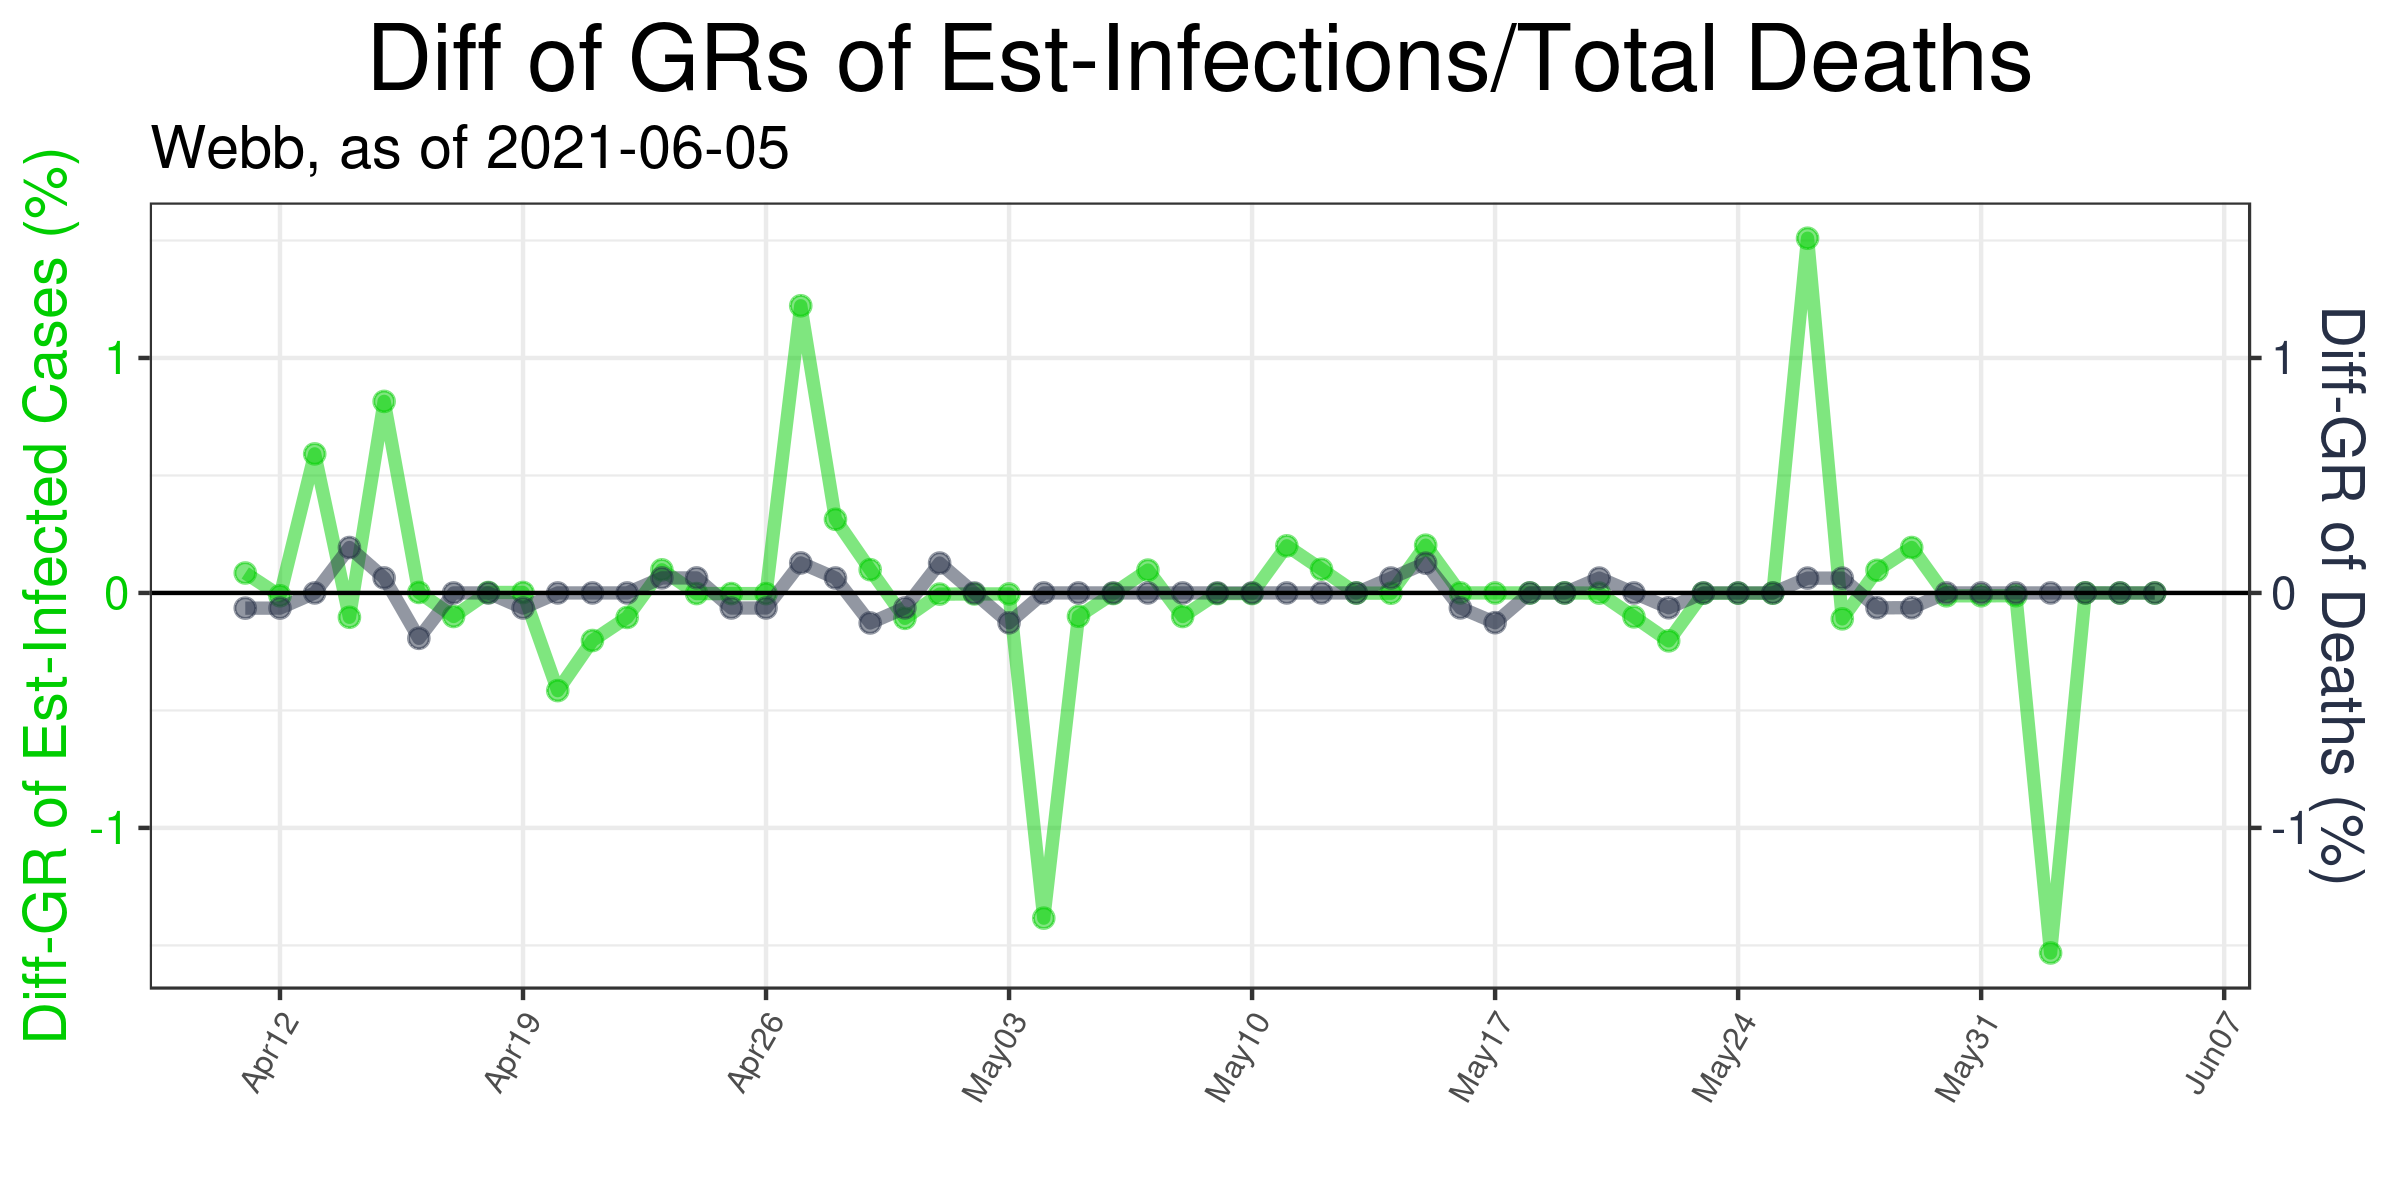 Diff of GRs of Est-Infections/Total Deaths
Webb, as of 2021-06-05
Diff-GR of Est-Infected Cases (%)
1
0
-1
1
0
-1
Diff-GR of Deaths (%)
Apr12
Apr19
Apr26
May03
May10
May17
May24
May31
Jun07